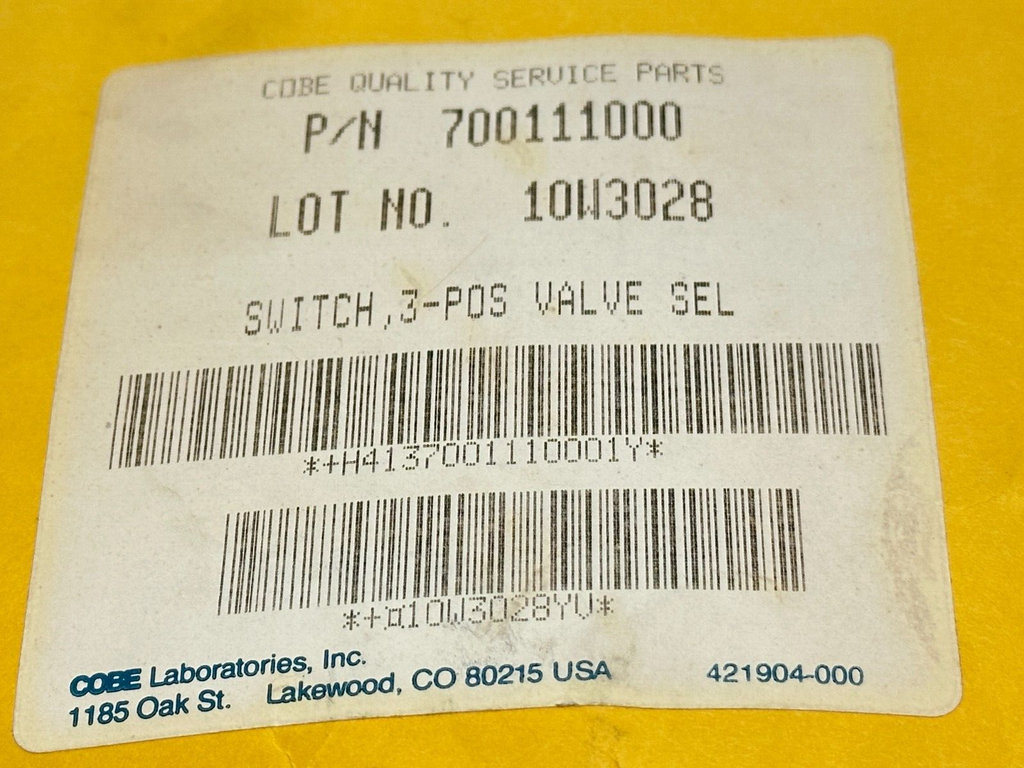 COBE QUALITY SERVICE PARTS
P/N 700111000
LOT NO. 10W3028
SWITCH,3-POS VALVE SEL
*+H4137001110001Y*
*+¤10W3028YV*
COBE Laboratories, Inc.
1185 Oak St. Lakewood, CO 80215 USA 421904-000